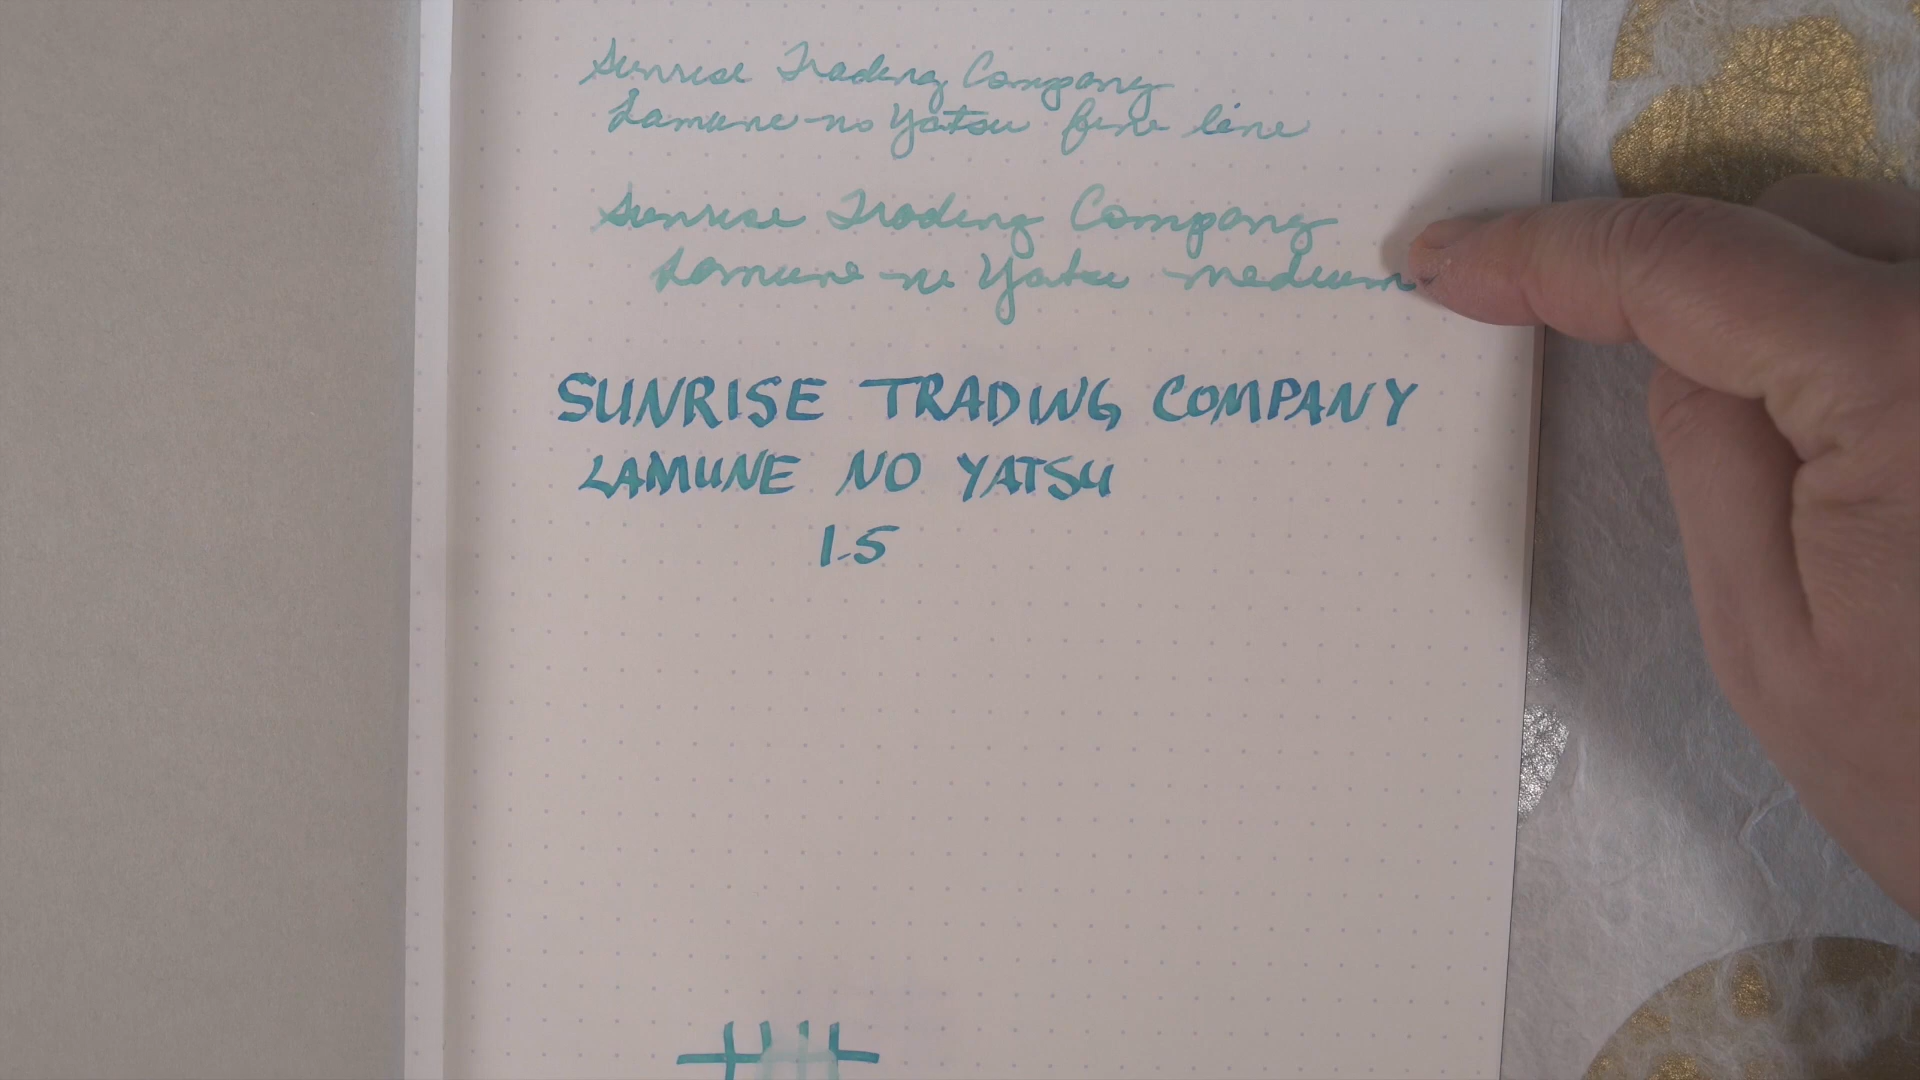 Sunrise Trading Company
Lamune no Yatsu fine line
Sunrise Trading Company
Lamune no Yatsu medium
SUNRISE TRADING COMPANY
LAMUNE NO YATSU
1.5